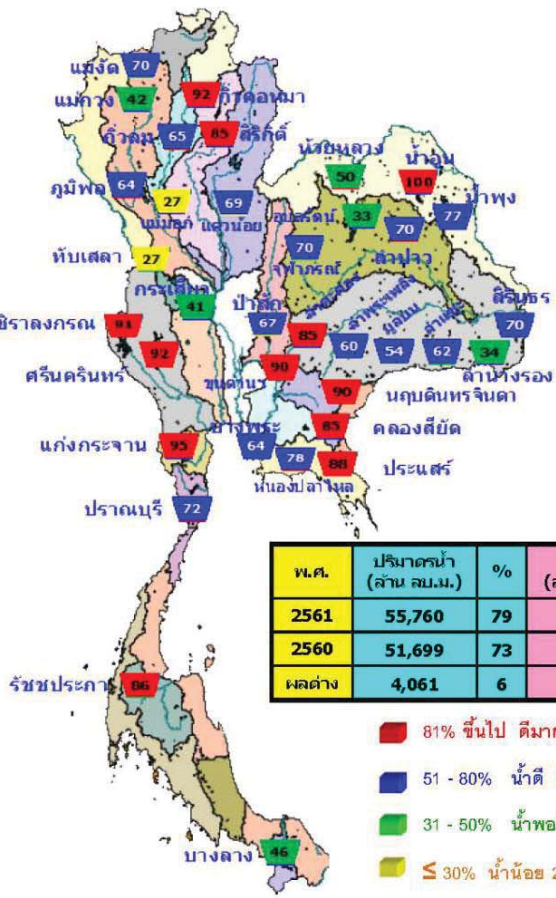 70
แม่งัด
92
แม่กวง
42
กิ่วคอหมา
กิ่วลม
65
85
สิริกิติ์
ห้วยหลวง
50
น้ำอูน
100
ภูมิพล
64
27
แม่มอก
69
แควน้อย
อุบลรัตน์
33
70
77
น้ำพุง
70
จุฬาภรณ์
ลำปาว
ทับเสลา
27
กระเสียว
41
ป่าสัก
67
ลำตะคอง
ลำพระเพลิง
มูลบน
ลำแชะ
สิรินธร
70
91
92
85
60
54
62
34
ลำนางรอง
ศรีนครินทร์
90
ขุนด่านฯ
90
นฤบดินทรจินดา
85
คลองสียัด
แก่งกระจาน
95
บางพระ
64
78
88
ประแสร์
หนองปลาไหล
ปราณบุรี
72
พ.ศ.
ปริมาตรน้ำ
(ล้าน ลบ.ม.)
%
2561
55,760
79
2560
51,699
73
ผลต่าง
4,061
6
รัชชประภา
86
81% ขึ้นไป
51 - 80% น้ำดี
31 - 50% น้ำพอ
≤ 30% น้ำน้อย
บางลาง
46